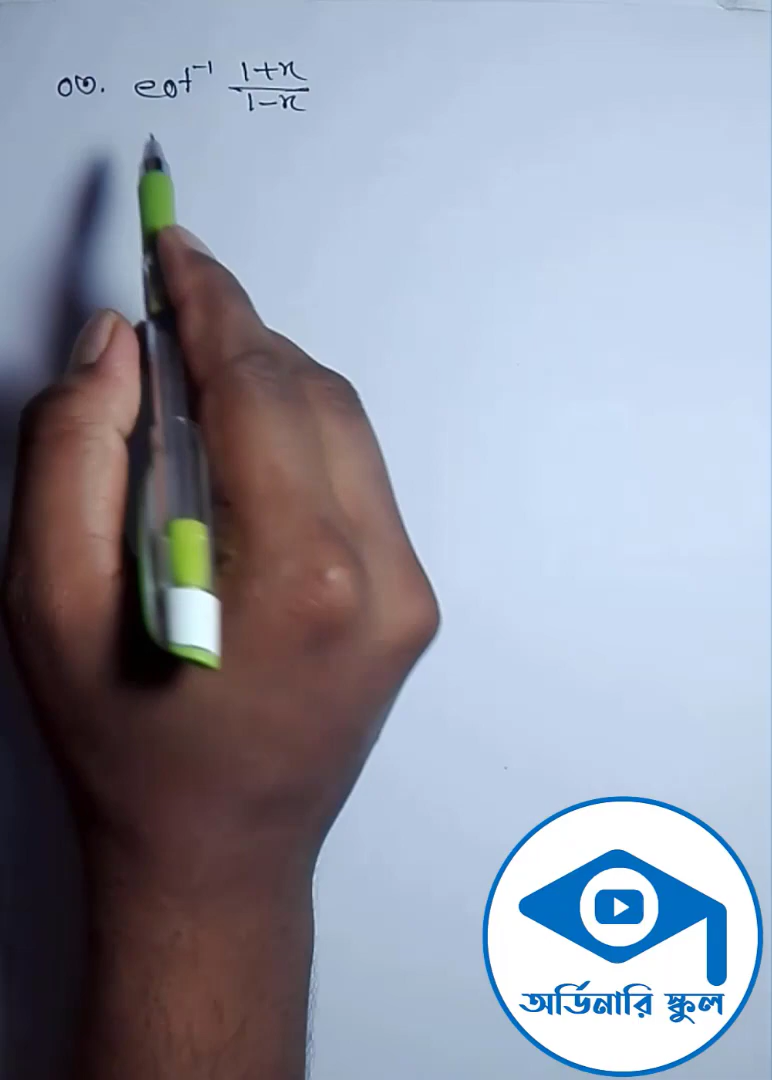 ০৩. cot⁻¹ (1+x)/(1-x)
অর্ডিনারি স্কুল